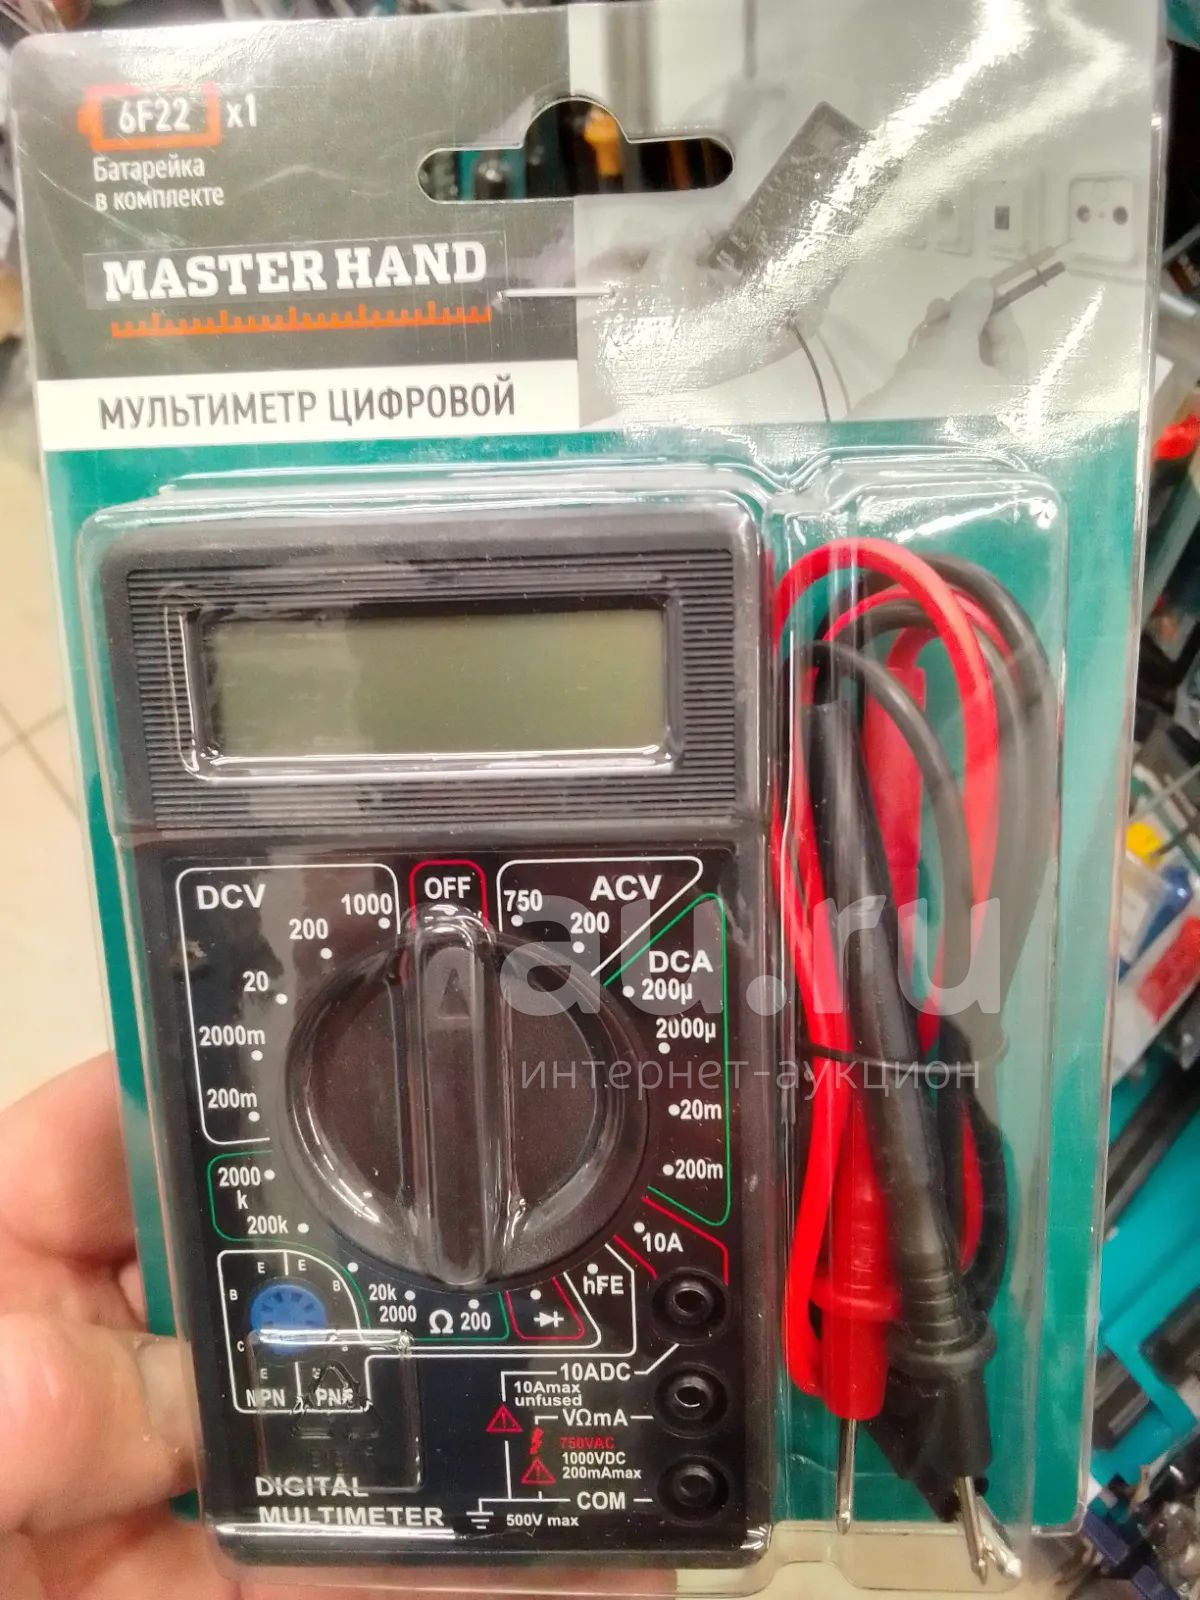 6F22 x1
Батарейка
в комплекте
MASTER HAND
МУЛЬТИМЕТР ЦИФРОВОЙ
DCV
1000
OFF
750
ACV
200
200
20
2000m
200m
DCA
200µ
2000µ
20m
200m
10A
hFE
2000
k
200k
20k
2000
Ω 200
E E
B B
C
E
NPN PNP
10ADC
10Amax
unfused
VΩmA
750VAC
1000VDC
200mAmax
COM
500V max
DIGITAL
MULTIMETER
au.ru
интернет-аукцион